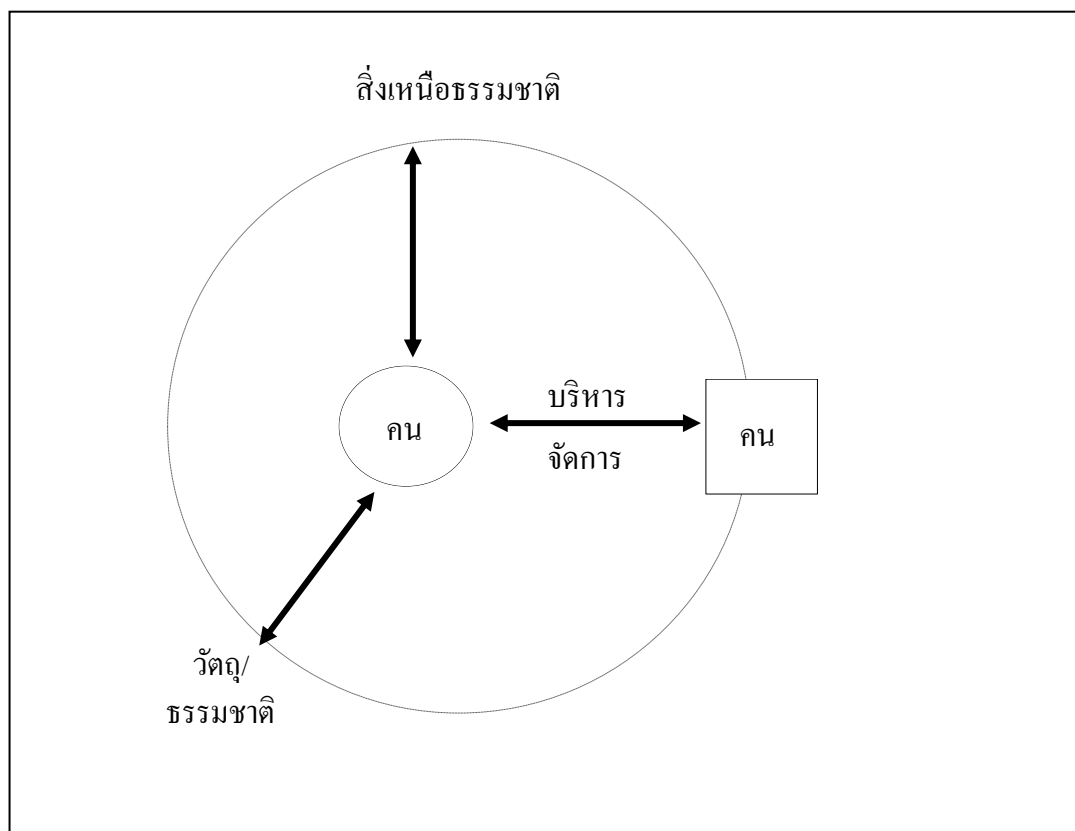 สิ่งเหนือธรรมชาติ
บริหาร
คน
คน
จัดการ
วัตถุ/
ธรรมชาติ